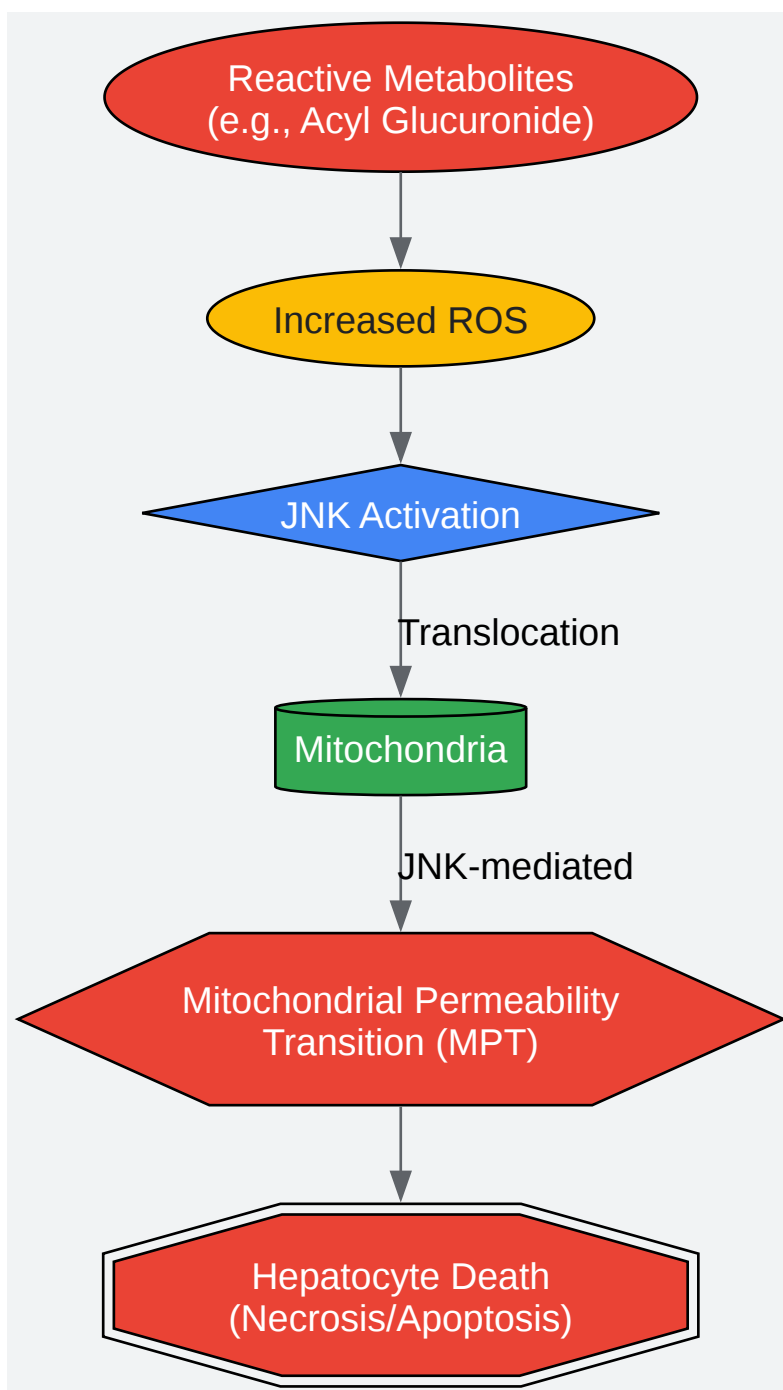 Reactive Metabolites
(e.g., Acyl Glucuronide)
Increased ROS
JNK Activation
Translocation
Mitochondria
JNK-mediated
Mitochondrial Permeability
Transition (MPT)
Hepatocyte Death
(Necrosis/Apoptosis)